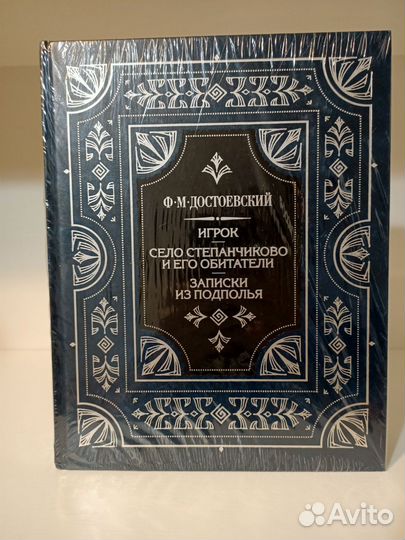 Ф·М·ДОСТОЕВСКИЙ
ИГРОК
СЕЛО СТЕПАНЧИКОВО
И ЕГО ОБИТАТЕЛИ
ЗАПИСКИ
ИЗ ПОДПОЛЬЯ
Avito